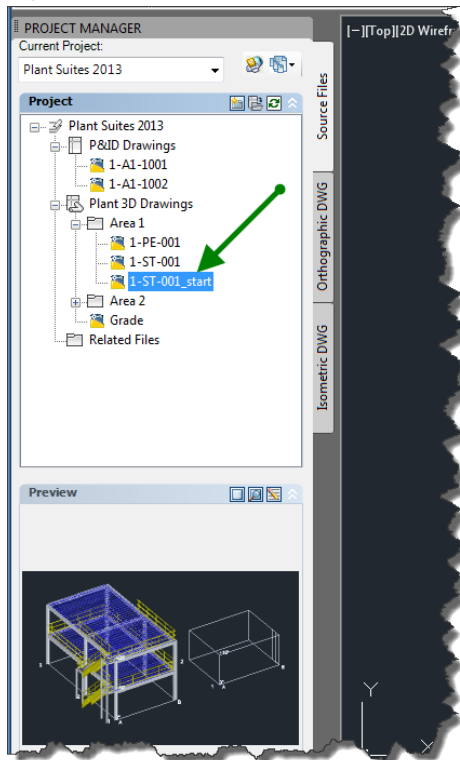 PROJECT MANAGER
Current Project:
Plant Suites 2013
Project
Plant Suites 2013
P&ID Drawings
1-A1-1001
1-A1-1002
Plant 3D Drawings
Area 1
1-PE-001
1-ST-001
1-ST-001_start
Area 2
Grade
Related Files
Source Files
Orthographic DWG
Isometric DWG
[−][Top][2D Wirefr
Preview
Y
X